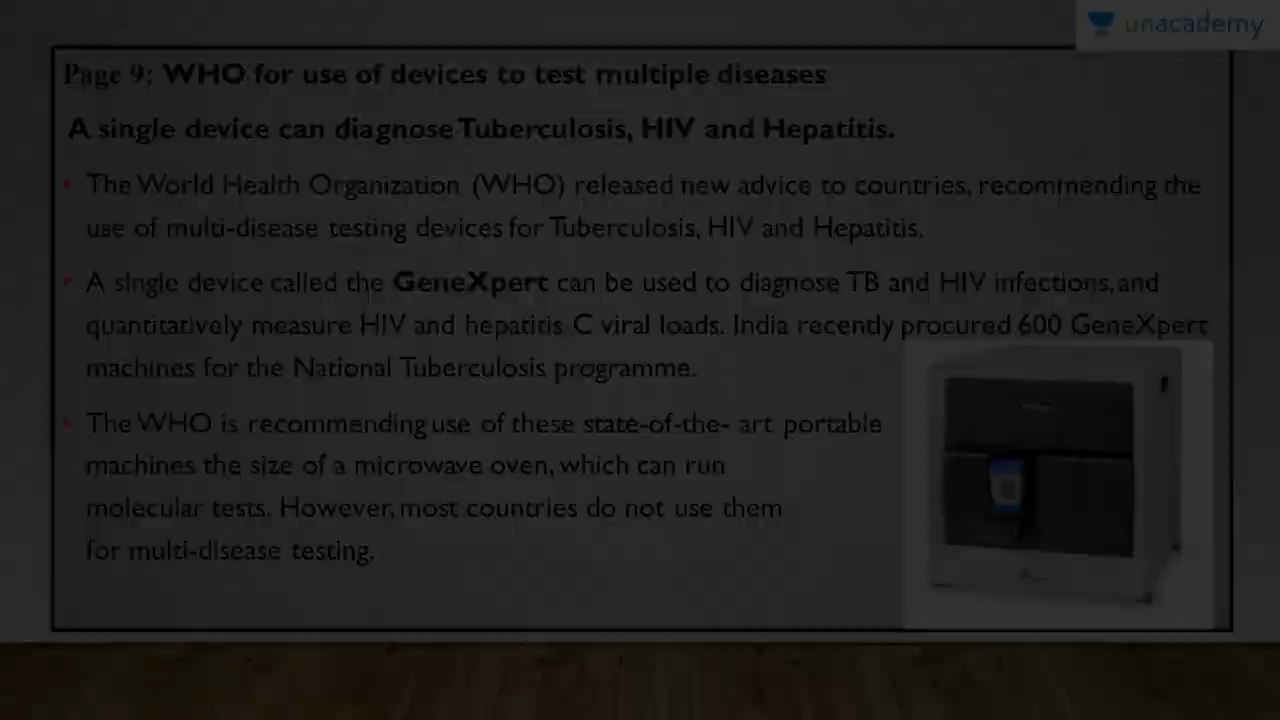 unacademy
Page 9: WHO for use of devices to test multiple diseases
A single device can diagnose Tuberculosis, HIV and Hepatitis.
• The World Health Organization (WHO) released new advice to countries, recommending the
use of multi-disease testing devices for Tuberculosis, HIV and Hepatitis.
• A single device called the GeneXpert can be used to diagnose TB and HIV infections, and
quantitatively measure HIV and hepatitis C viral loads. India recently procured 600 GeneXpert
machines for the National Tuberculosis programme.
• The WHO is recommending use of these state-of-the- art portable
machines the size of a microwave oven, which can run
molecular tests. However, most countries do not use them
for multi-disease testing.